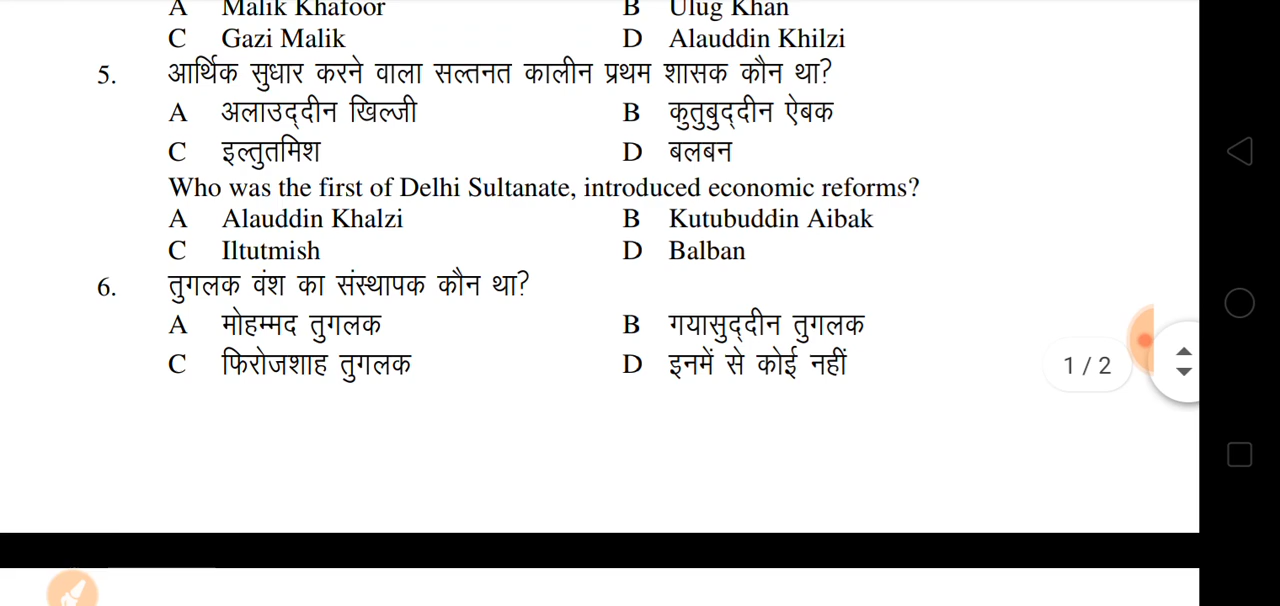 A Malik Khafoor B Ulug Khan
C Gazi Malik D Alauddin Khilzi
5. आर्थिक सुधार करने वाला सल्तनत कालीन प्रथम शासक कौन था?
A अलाउद्दीन खिल्जी B कुतुबुद्दीन ऐबक
C इल्तुतमिश D बलबन
Who was the first of Delhi Sultanate, introduced economic reforms?
A Alauddin Khalzi B Kutubuddin Aibak
C Iltutmish D Balban
6. तुगलक वंश का संस्थापक कौन था?
A मोहम्मद तुगलक B गयासुद्दीन तुगलक
C फिरोजशाह तुगलक D इनमें से कोई नहीं
1 / 2